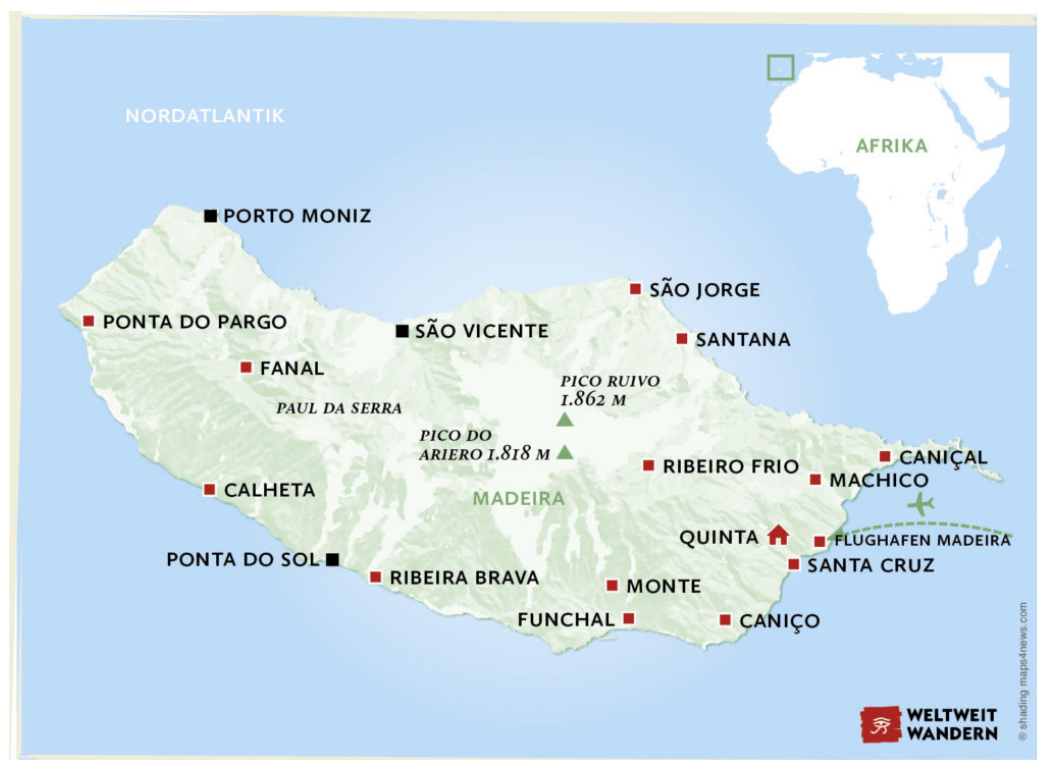 NORDATLANTIK
AFRIKA
PORTO MONIZ
SÃO JORGE
PONTA DO PARGO
SÃO VICENTE
SANTANA
FANAL
PICO RUIVO
1.862 M
PAUL DA SERRA
PICO DO
ARIERO 1.818 M
RIBEIRO FRIO
CANIÇAL
MACHICO
CALHETA
MADEIRA
QUINTA
FLUGHAFEN MADEIRA
PONTA DO SOL
SANTA CRUZ
RIBEIRA BRAVA
MONTE
FUNCHAL
CANIÇO
® shading maps4news.com
WELTWEIT
WANDERN